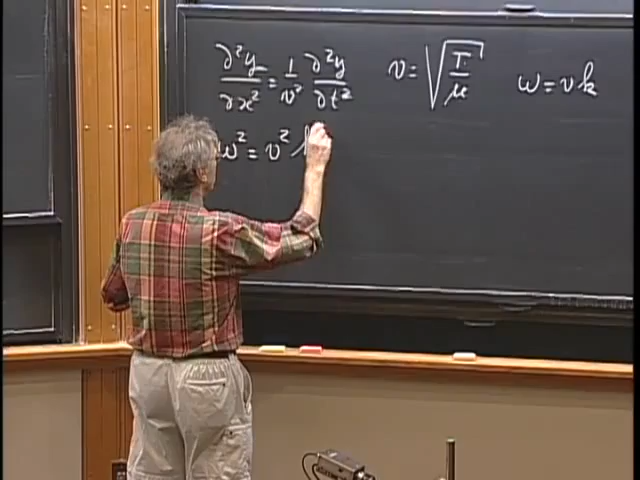 ∂²y/∂x² = 1/v² ∂²y/∂t² v = √(T/μ) ω = vk
ω² = v²